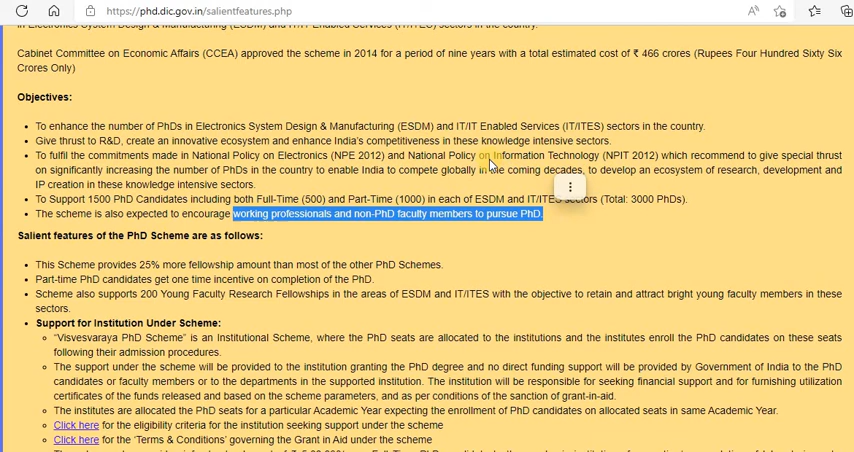 https://phd.dic.gov.in/salientfeatures.php
in Electronics System Design & Manufacturing (ESDM) and IT/IT Enabled Services (IT/ITES) sectors in the country.
Cabinet Committee on Economic Affairs (CCEA) approved the scheme in 2014 for a period of nine years with a total estimated cost of ₹ 466 crores (Rupees Four Hundred Sixty Six
Crores Only)
Objectives:
• To enhance the number of PhDs in Electronics System Design & Manufacturing (ESDM) and IT/IT Enabled Services (IT/ITES) sectors in the country.
• Give thrust to R&D, create an innovative ecosystem and enhance India's competitiveness in these knowledge intensive sectors.
• To fulfil the commitments made in National Policy on Electronics (NPE 2012) and National Policy on Information Technology (NPIT 2012) which recommend to give special thrust
on significantly increasing the number of PhDs in the country to enable India to compete globally in the coming decades, to develop an ecosystem of research, development and
IP creation in these knowledge intensive sectors.
• To Support 1500 PhD Candidates including both Full-Time (500) and Part-Time (1000) in each of ESDM and IT/ITES sectors (Total: 3000 PhDs).
• The scheme is also expected to encourage working professionals and non-PhD faculty members to pursue PhD.
Salient features of the PhD Scheme are as follows:
• This Scheme provides 25% more fellowship amount than most of the other PhD Schemes.
• Part-time PhD candidates get one time incentive on completion of the PhD.
• Scheme also supports 200 Young Faculty Research Fellowships in the areas of ESDM and IT/ITES with the objective to retain and attract bright young faculty members in these
sectors.
• Support for Institution Under Scheme:
"Visvesvaraya PhD Scheme" is an Institutional Scheme, where the PhD seats are allocated to the institutions and the institutes enroll the PhD candidates on these seats
following their admission procedures.
The support under the scheme will be provided to the institution granting the PhD degree and no direct funding support will be provided by Government of India to the PhD
candidates or faculty members or to the departments in the supported institution. The institution will be responsible for seeking financial support and for furnishing utilization
certificates of the funds released and based on the scheme parameters, and as per conditions of the sanction of grant-in-aid.
The institutes are allocated the PhD seats for a particular Academic Year expecting the enrollment of PhD candidates on allocated seats in same Academic Year.
Click here for the eligibility criteria for the institution seeking support under the scheme
Click here for the 'Terms & Conditions' governing the Grant in Aid under the scheme